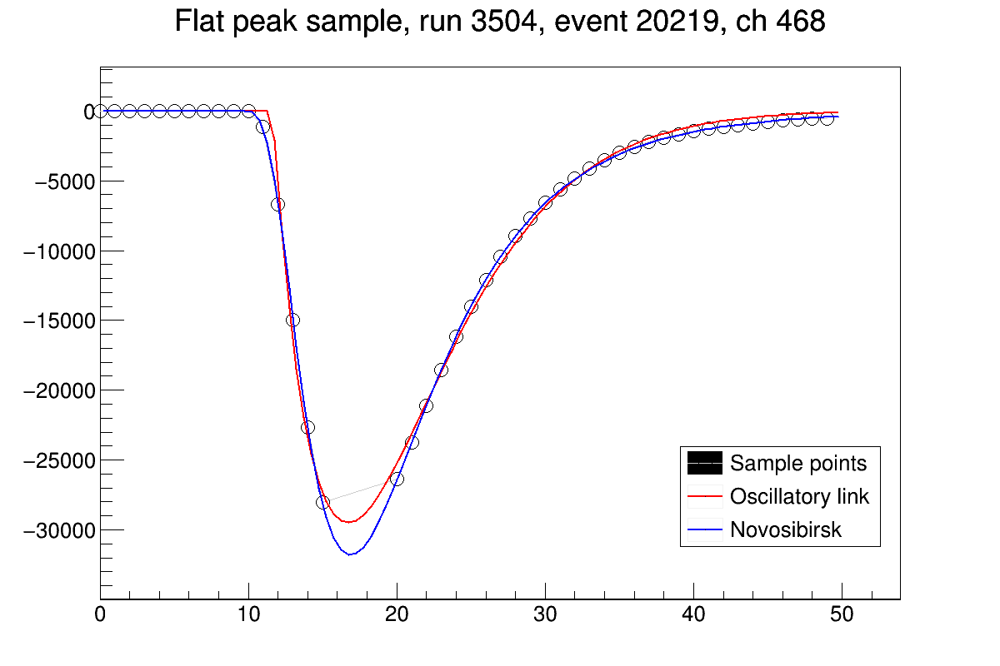 Flat peak sample, run 3504, event 20219, ch 468
0
−5000
−10000
−15000
−20000
−25000
−30000
Sample points
Oscillatory link
Novosibirsk
0 10 20 30 40 50